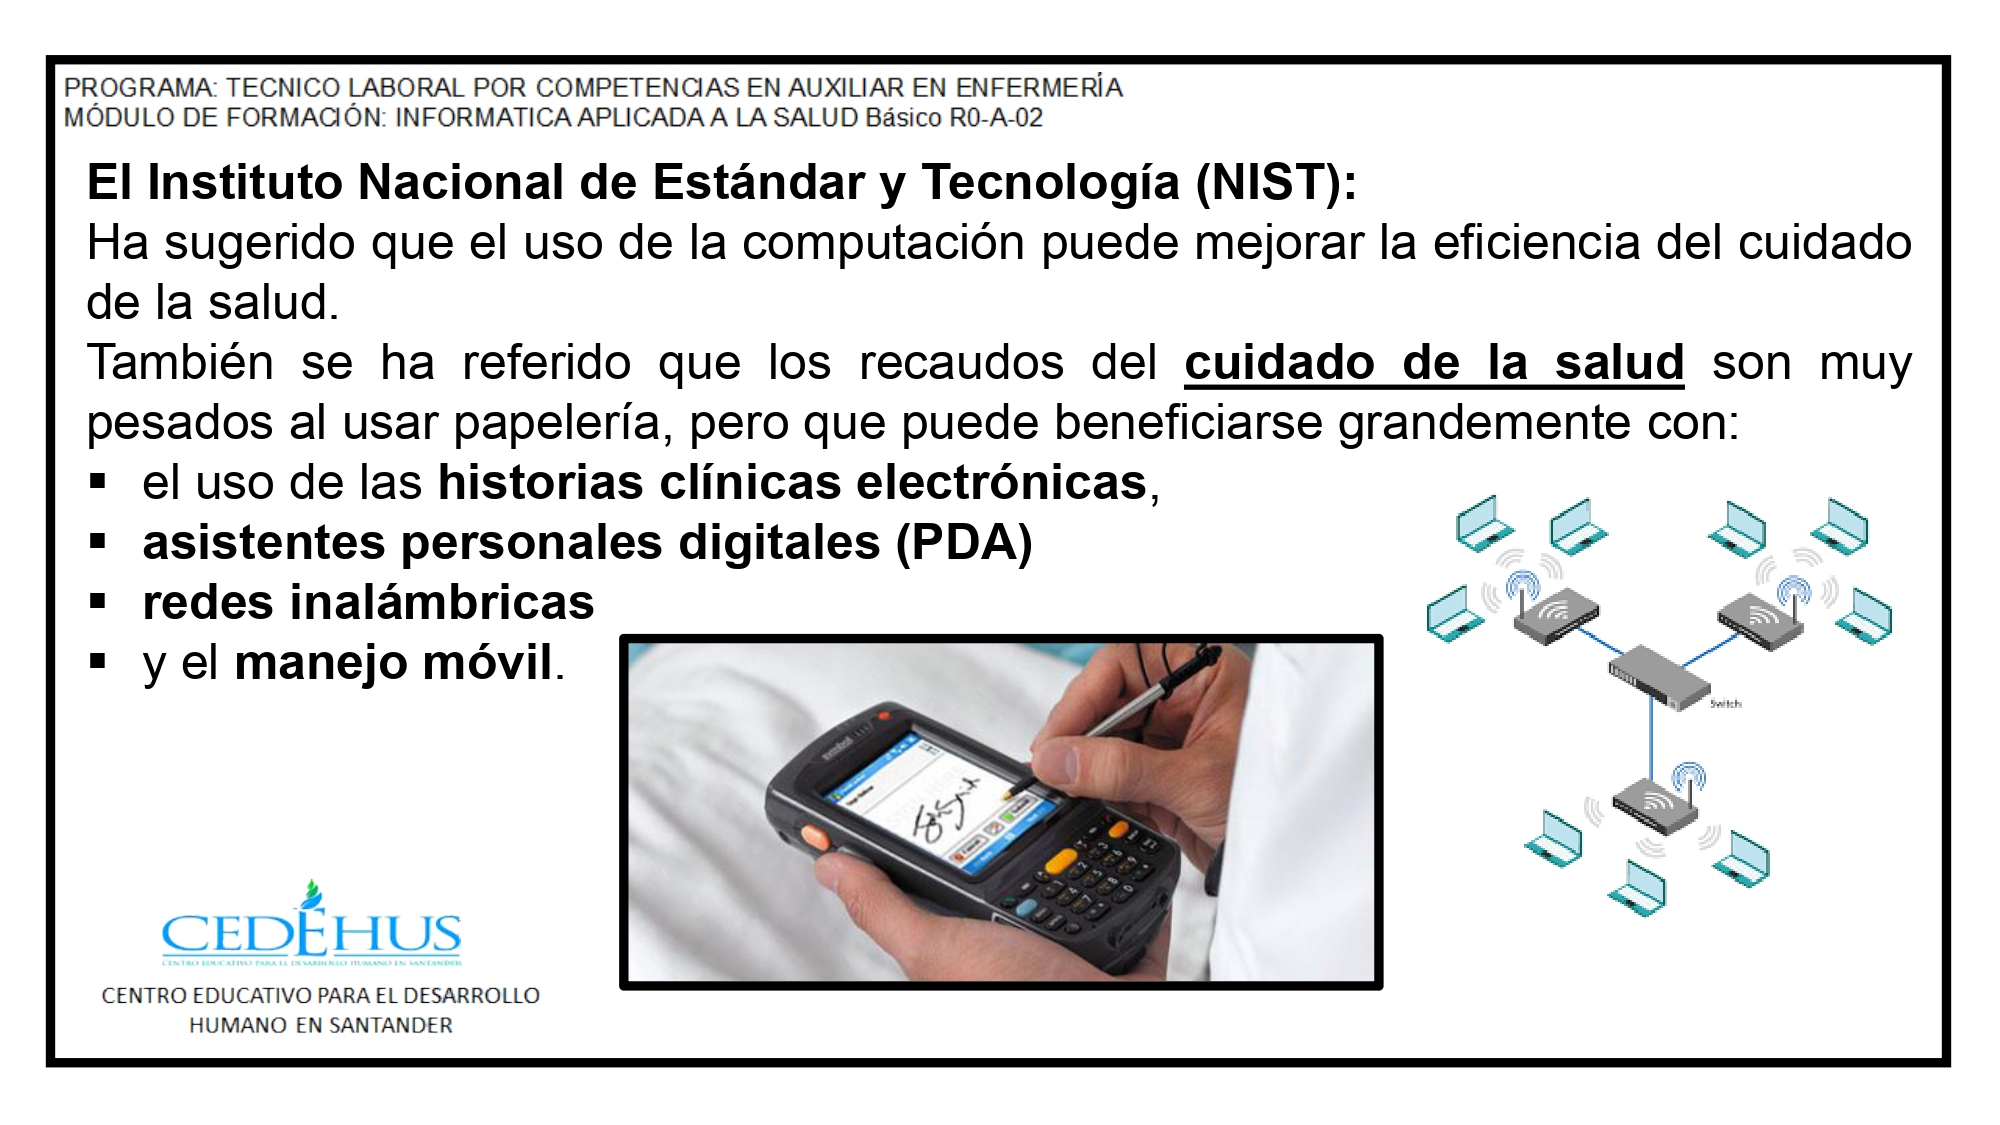 PROGRAMA: TECNICO LABORAL POR COMPETENCIAS EN AUXILIAR EN ENFERMERÍA
MÓDULO DE FORMACIÓN: INFORMATICA APLICADA A LA SALUD Básico R0-A-02
El Instituto Nacional de Estándar y Tecnología (NIST):
Ha sugerido que el uso de la computación puede mejorar la eficiencia del cuidado
de la salud.
También se ha referido que los recaudos del cuidado de la salud son muy
pesados al usar papelería, pero que puede beneficiarse grandemente con:
▪ el uso de las historias clínicas electrónicas,
▪ asistentes personales digitales (PDA)
▪ redes inalámbricas
▪ y el manejo móvil.
Switch
symbol
CEDEHUS
CENTRO EDUCATIVO PARA EL DESARROLLO HUMANO EN SANTANDER
CENTRO EDUCATIVO PARA EL DESARROLLO
HUMANO EN SANTANDER